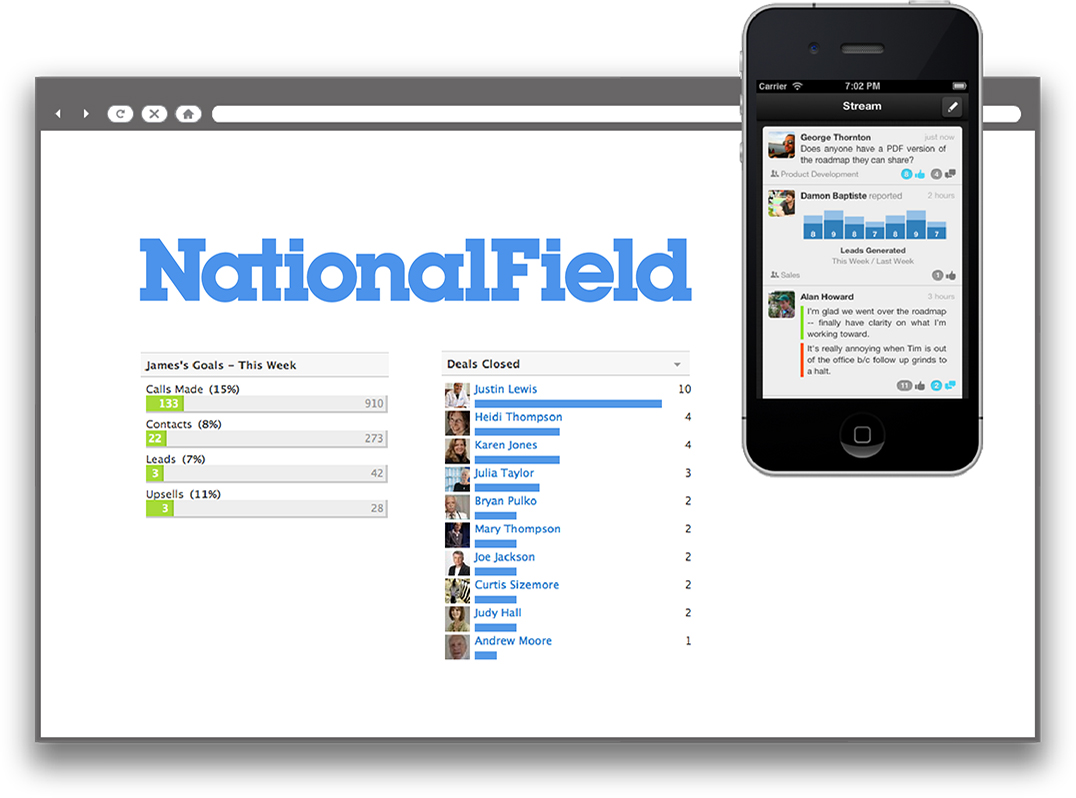 NationalField
James's Goals – This Week
Calls Made (15%)
133 910
Contacts (8%)
22 273
Leads (7%)
3 42
Upsells (11%)
3 28
Deals Closed
Justin Lewis 10
Heidi Thompson 4
Karen Jones 4
Julia Taylor 3
Bryan Pulko 2
Mary Thompson 2
Joe Jackson 2
Curtis Sizemore 2
Judy Hall 2
Andrew Moore 1
Carrier 7:02 PM
Stream
George Thornton just now
Does anyone have a PDF version of
the roadmap they can share?
Product Development 8 4
Damon Baptiste reported 2 hours
8 9 8 7 8 9 7
Leads Generated
This Week / Last Week
Sales 1
Alan Howard 3 hours
I'm glad we went over the roadmap
-- finally have clarity on what I'm
working toward.
It's really annoying when Tim is out
of the office b/c follow up grinds to
a halt.
11 2